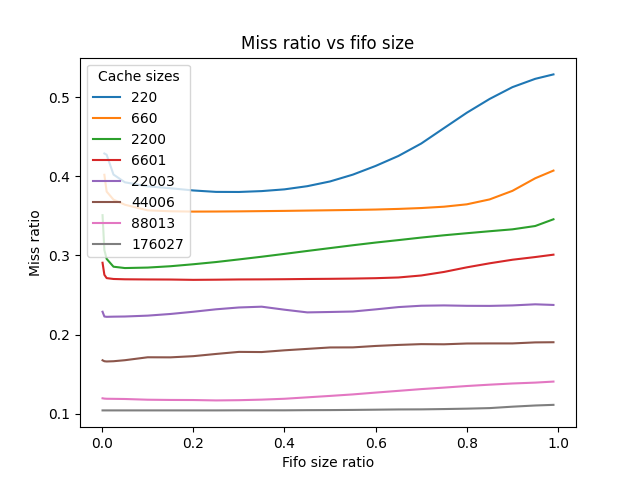 Miss ratio vs fifo size
Cache sizes
220
660
2200
6601
22003
44006
88013
176027
Miss ratio
0.5
0.4
0.3
0.2
0.1
0.0 0.2 0.4 0.6 0.8 1.0
Fifo size ratio